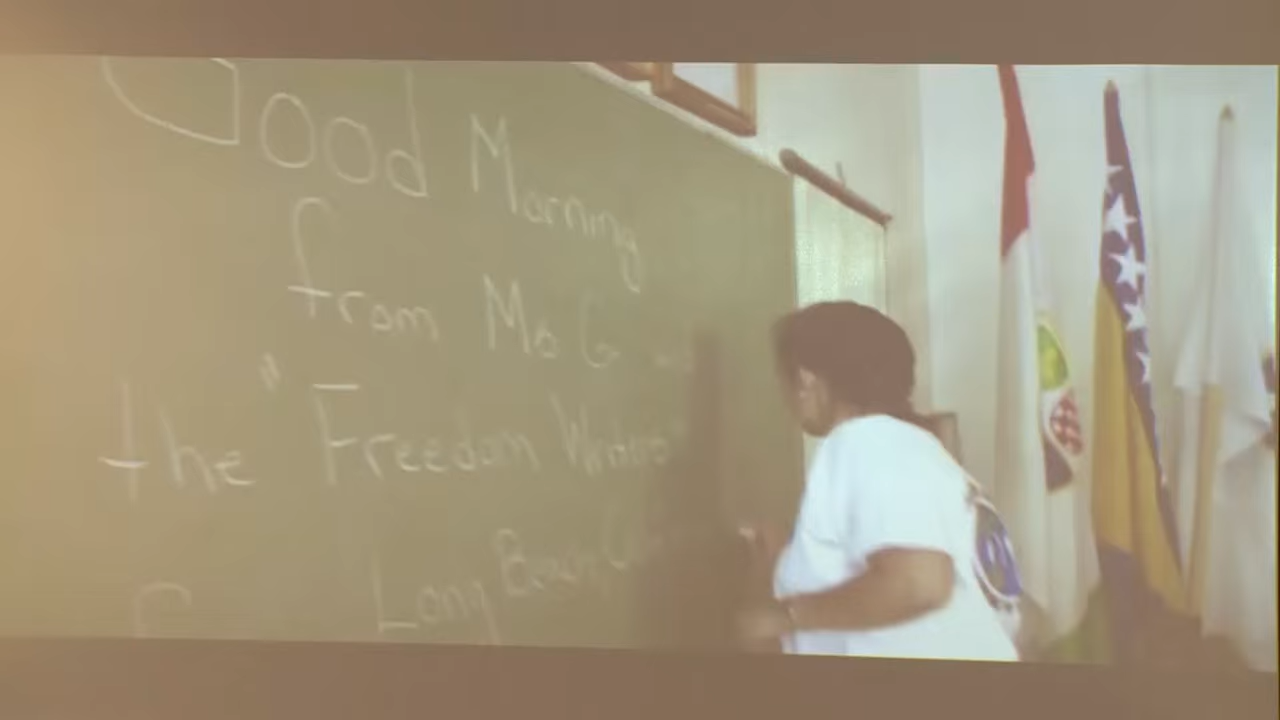 Good Morning
from Ms G
the "Freedom Writers"
Long Beach,